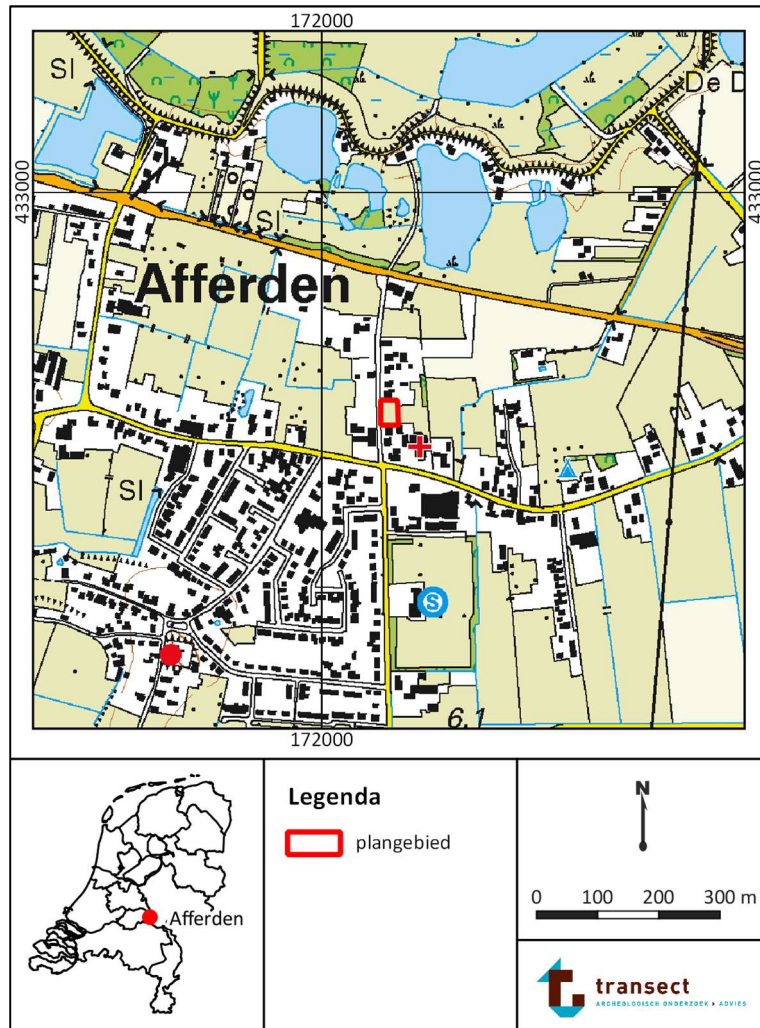 172000
Sl
De D
433000
433000
Sl
Afferden
Sl
S
6.1
172000
Afferden
Legenda
plangebied
N
0 100 200 300 m
transect
ARCHEOLOGISCH ONDERZOEK ▸ ADVIES